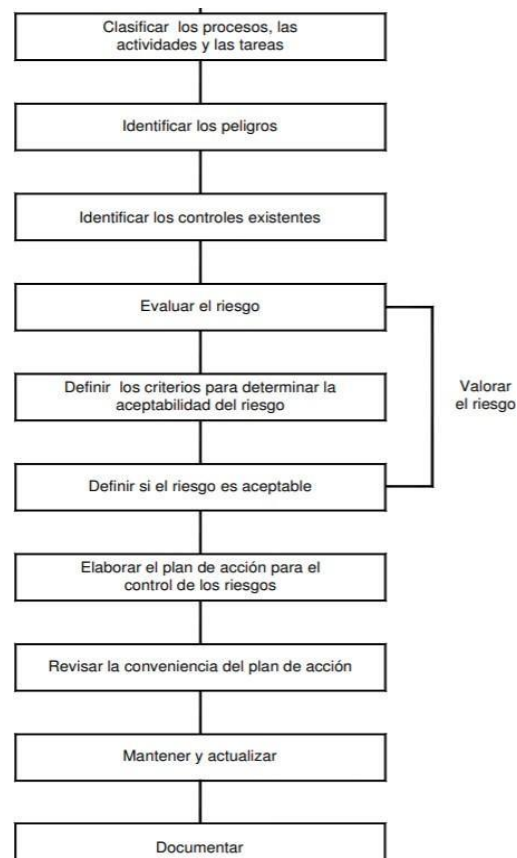 Clasificar los procesos, las
actividades y las tareas
Identificar los peligros
Identificar los controles existentes
Evaluar el riesgo
Definir los criterios para determinar la
aceptabilidad del riesgo
Valorar
el riesgo
Definir si el riesgo es aceptable
Elaborar el plan de acción para el
control de los riesgos
Revisar la conveniencia del plan de acción
Mantener y actualizar
Documentar